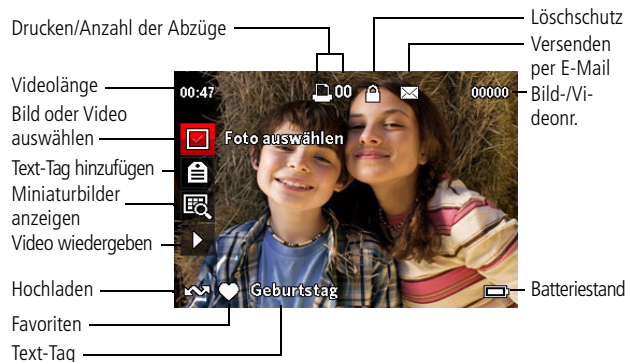 Drucken/Anzahl der Abzüge
Löschschutz
Versenden
per E-Mail
Bild-/Vi-
deonr.
Videolänge
Bild oder Video
auswählen
Text-Tag hinzufügen
Miniaturbilder
anzeigen
Video wiedergeben
Hochladen
Favoriten
Text-Tag
Batteriestand
00:47
00
00000
Foto auswählen
Geburtstag